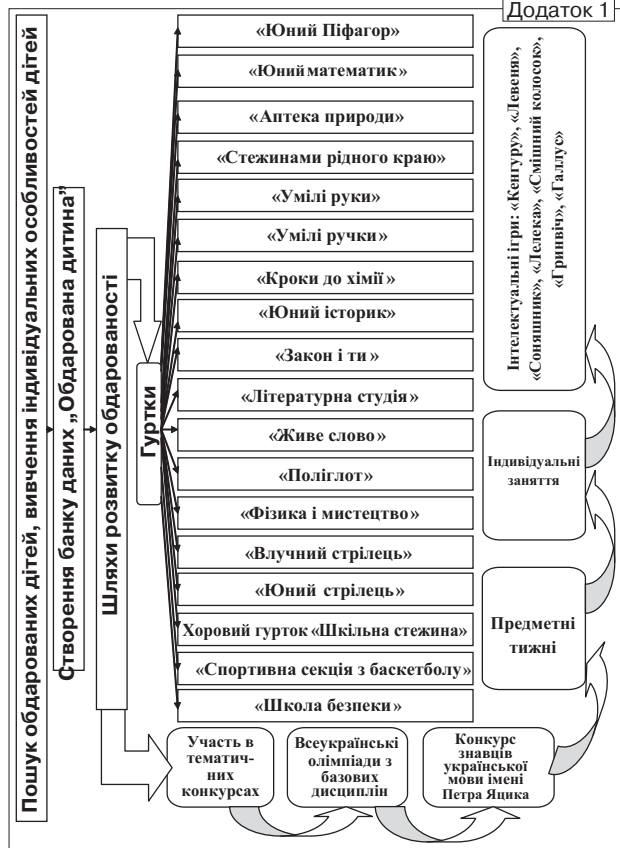 Додаток 1
Пошук обдарованих дітей, вивчення індивідуальних особливостей дітей
Створення банку даних „Обдарована дитина”
Шляхи розвитку обдарованості
Гуртки
«Юний Піфагор»
«Юний математик»
«Аптека природи»
«Стежинами рідного краю»
«Умілі руки»
«Умілі ручки»
«Кроки до хімії»
«Юний історик»
«Закон і ти»
«Літературна студія»
«Живе слово»
«Поліглот»
«Фізика і мистецтво»
«Влучний стрілець»
«Юний стрілець»
Хоровий гурток «Шкільна стежина»
«Спортивна секція з баскетболу»
«Школа безпеки»
Участь в
тематич-
них
конкурсах
Всеукраїнські
олімпіади з
базових
дисциплін
Конкурс
знавців
української
мови імені
Петра Яцика
Предметні
тижні
Індивідуальні
заняття
Інтелектуальні ігри: «Кенгуру», «Левеня»,
«Соняшник», «Лелека», «Смішний колосок»,
«Гринвіч», «Галлус»